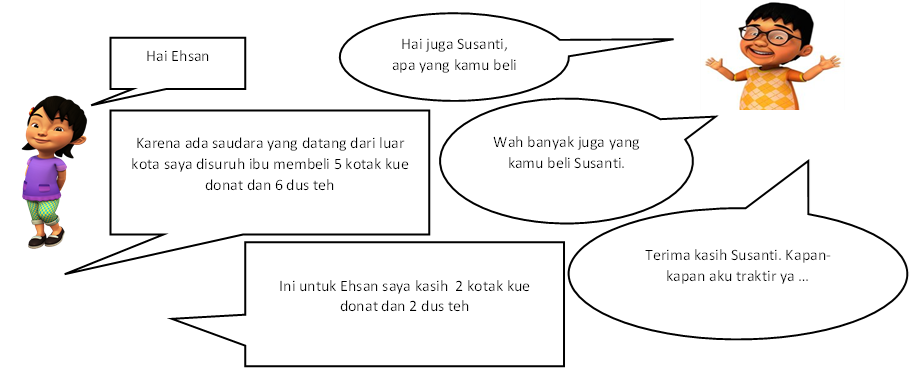 Hai Ehsan
Hai juga Susanti,
apa yang kamu beli
Karena ada saudara yang datang dari luar
kota saya disuruh ibu membeli 5 kotak kue
donat dan 6 dus teh
Wah banyak juga yang
kamu beli Susanti.
Ini untuk Ehsan saya kasih  2 kotak kue
donat dan 2 dus teh
Terima kasih Susanti. Kapan-
kapan aku traktir ya ...